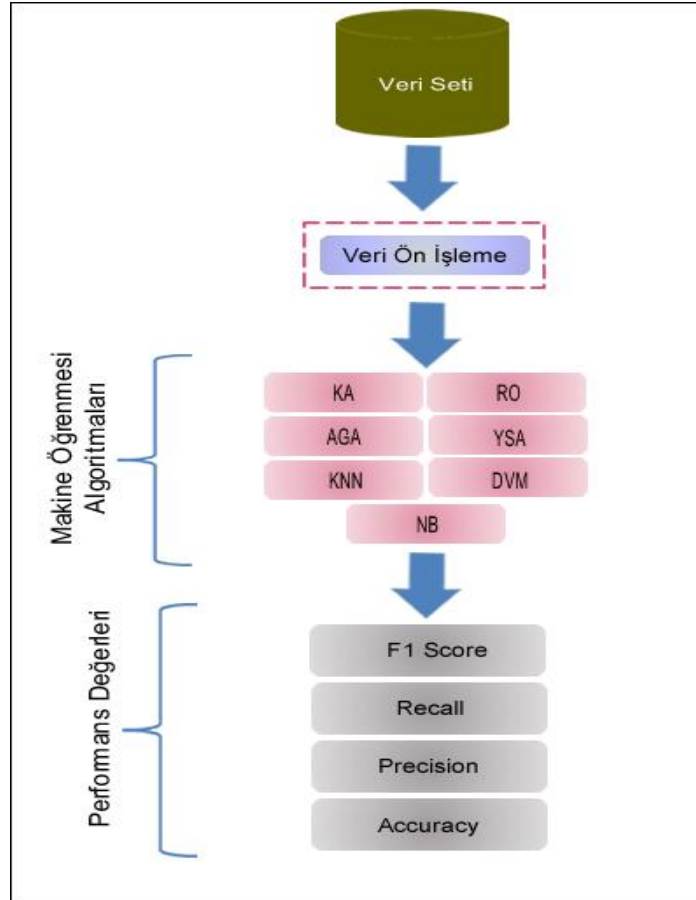 Veri Seti
Veri Ön İşleme
Makine Öğrenmesi
Algoritmaları
KA
RO
AGA
YSA
KNN
DVM
NB
Performans Değerleri
F1 Score
Recall
Precision
Accuracy